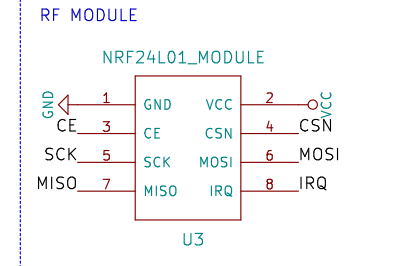 RF MODULE
NRF24L01_MODULE
GND 1 GND VCC 2 VCC
CE 3 CE CSN 4 CSN
SCK 5 SCK MOSI 6 MOSI
MISO 7 MISO IRQ 8 IRQ
U3